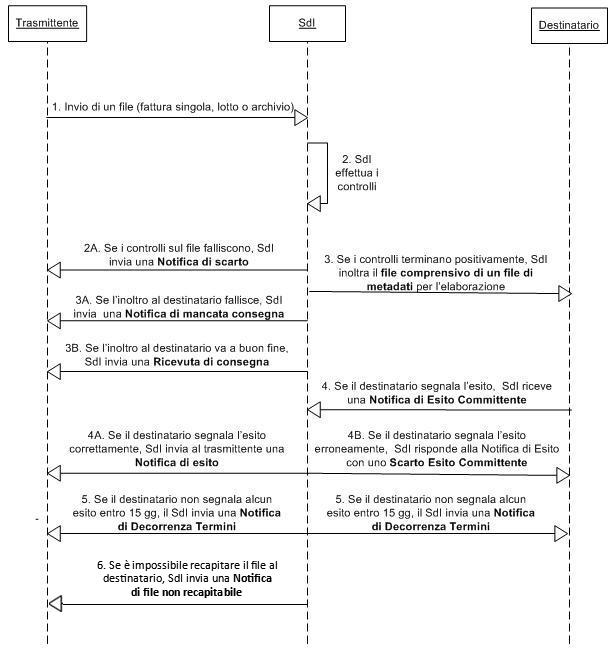 Trasmittente
SdI
Destinatario
1. Invio di un file (fattura singola, lotto o archivio)
2. SdI
effettua i
controlli
2A. Se i controlli sul file falliscono, SdI
invia una Notifica di scarto
3. Se i controlli terminano positivamente, SdI
inoltra il file comprensivo di un file di
metadati per l'elaborazione
3A. Se l'inoltro al destinatario fallisce, SdI
invia una Notifica di mancata consegna
3B. Se l'inoltro al destinatario va a buon fine,
SdI invia una Ricevuta di consegna
4. Se il destinatario segnala l'esito, SdI riceve
una Notifica di Esito Committente
4A. Se il destinatario segnala l'esito
correttamente, SdI invia al trasmittente una
Notifica di esito
4B. Se il destinatario segnala l'esito
erroneamente, SdI risponde alla Notifica di Esito
con uno Scarto Esito Committente
5. Se il destinatario non segnala alcun
esito entro 15 gg, il SdI invia una Notifica
di Decorrenza Termini
5. Se il destinatario non segnala alcun
esito entro 15 gg, il SdI invia una Notifica
di Decorrenza Termini
6. Se è impossibile recapitare il file al
destinatario, SdI invia una Notifica
di file non recapitabile